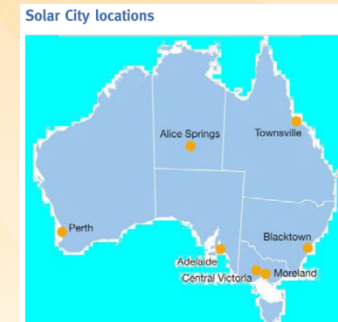 Solar City locations
Alice Springs
Townsville
Perth
Blacktown
Adelaide
Central Victoria
Moreland